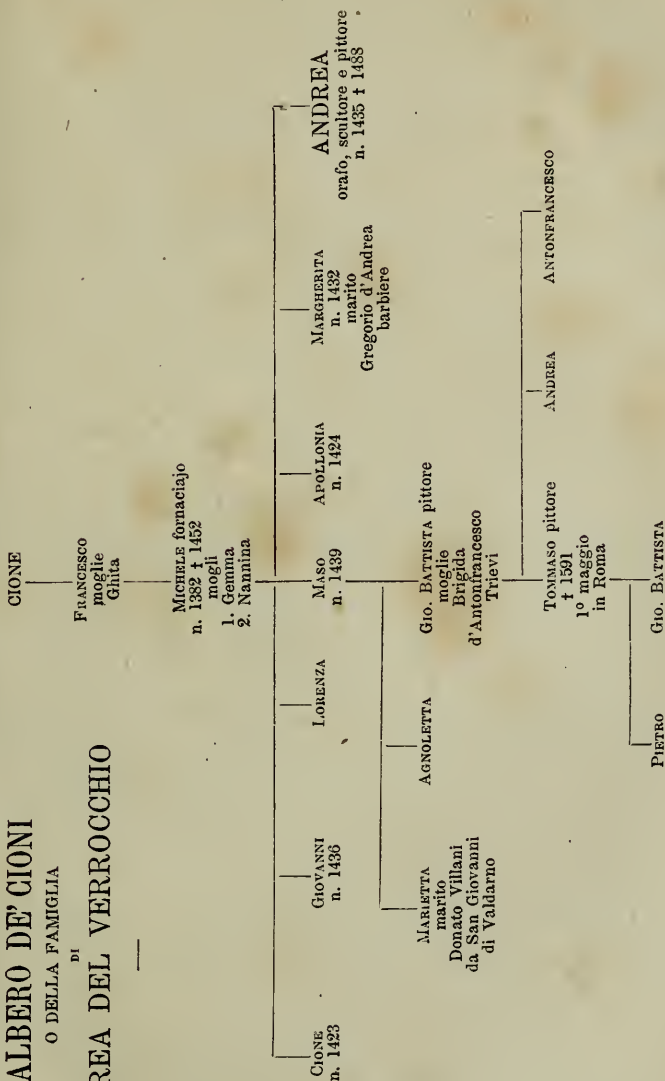 ALBERO DE' CIONI
O DELLA FAMIGLIA
DI
REA DEL VERROCCHIO
CIONE
FRANCESCO
moglie
Ghita
MICHELE fornaciajo
n. 1382 † 1452
mogli
1. Gemma
2. Nannina
CIONE
n. 1423
GIOVANNI
n. 1436
LORENZA
MASO
n. 1439
APOLLONIA
n. 1424
MARGHERITA
n. 1432
marito
Gregorio d'Andrea
barbiere
ANDREA
orafo, scultore e pittore
n. 1435 † 1488
MARIETTA
marito
Donato Villani
da San Giovanni
di Valdarno
AGNOLETTA
GIO. BATTISTA pittore
moglie
Brigida
d'Antonfrancesco
Trievi
TOMMASO pittore
† 1591
1º maggio
in Roma
ANDREA
ANTONFRANCESCO
PIETRO
GIO. BATTISTA